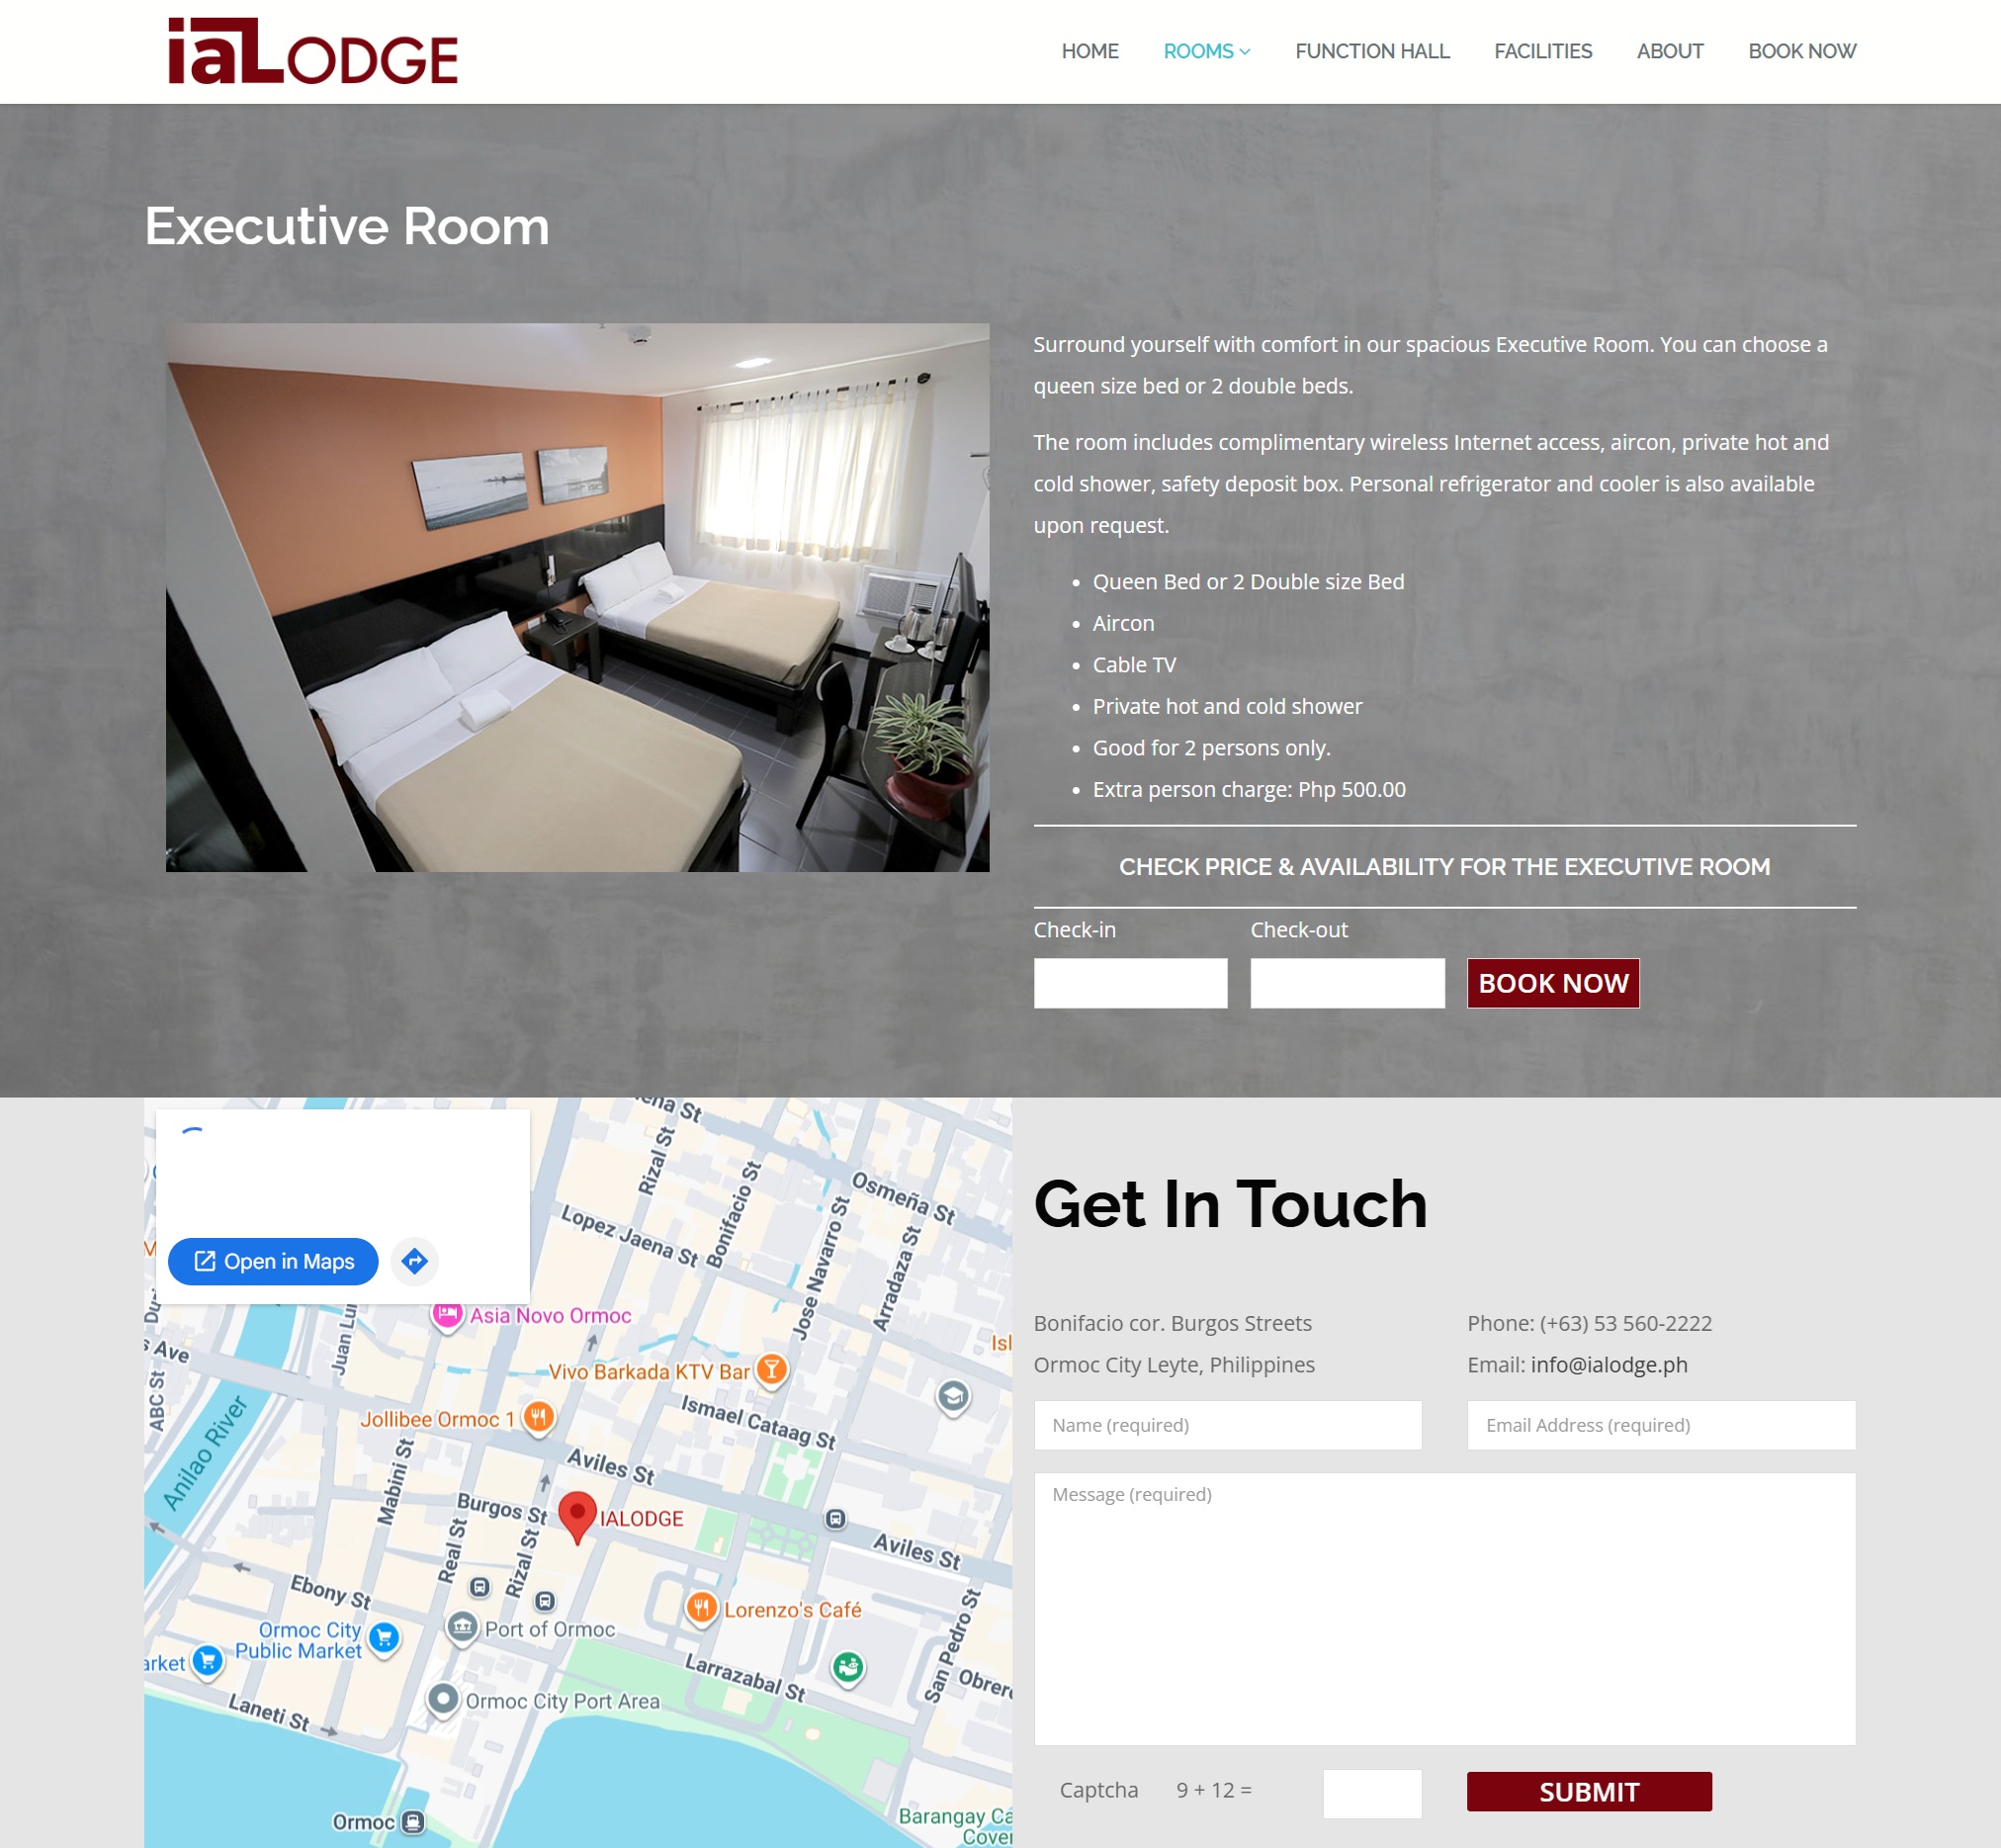 iaLODGE
HOME
ROOMS
FUNCTION HALL
FACILITIES
ABOUT
BOOK NOW
Executive Room
Surround yourself with comfort in our spacious Executive Room. You can choose a
queen size bed or 2 double beds.
The room includes complimentary wireless Internet access, aircon, private hot and
cold shower, safety deposit box. Personal refrigerator and cooler is also available
upon request.
• Queen Bed or 2 Double size Bed
• Aircon
• Cable TV
• Private hot and cold shower
• Good for 2 persons only.
• Extra person charge: Php 500.00
CHECK PRICE & AVAILABILITY FOR THE EXECUTIVE ROOM
Check-in
Check-out
BOOK NOW
Open in Maps
Rizal St
Osmeña St
Lopez Jaena St
Bonifacio St
Jose Navarro St
Arradaza St
Asia Novo Ormoc
Vivo Barkada KTV Bar
Jollibee Ormoc 1
Ismael Cataag St
ABC St
Anilao River
Mabini St
Aviles St
Burgos St
IALODGE
Real St
Rizal St
Aviles St
Ebony St
Lorenzo's Café
Ormoc City
Public Market
Port of Ormoc
San Pedro St
Larrazabal St
Laneti St
Ormoc City Port Area
Ormoc
Barangay
Get In Touch
Bonifacio cor. Burgos Streets
Ormoc City Leyte, Philippines
Phone: (+63) 53 560-2222
Email: info@ialodge.ph
Name (required)
Email Address (required)
Message (required)
Captcha
9 + 12 =
SUBMIT